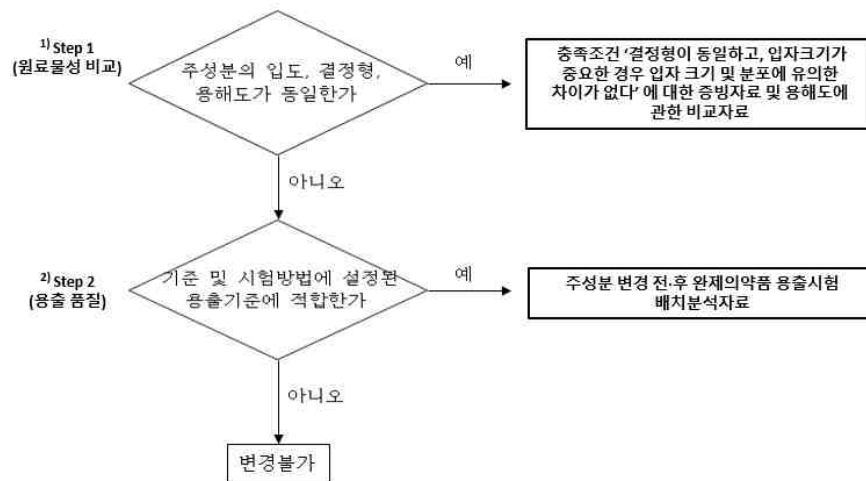 1) Step 1
(원료물성 비교)
주성분의 입도, 결정형,
용해도가 동일한가
예
충족조건 ‘결정형이 동일하고, 입자크기가
중요한 경우 입자 크기 및 분포에 유의한
차이가 없다’ 에 대한 증빙자료 및 용해도에
관한 비교자료
아니오
2) Step 2
(용출 품질)
기준 및 시험방법에 설정된
용출기준에 적합한가
예
주성분 변경 전·후 완제의약품 용출시험
배치분석자료
아니오
변경불가